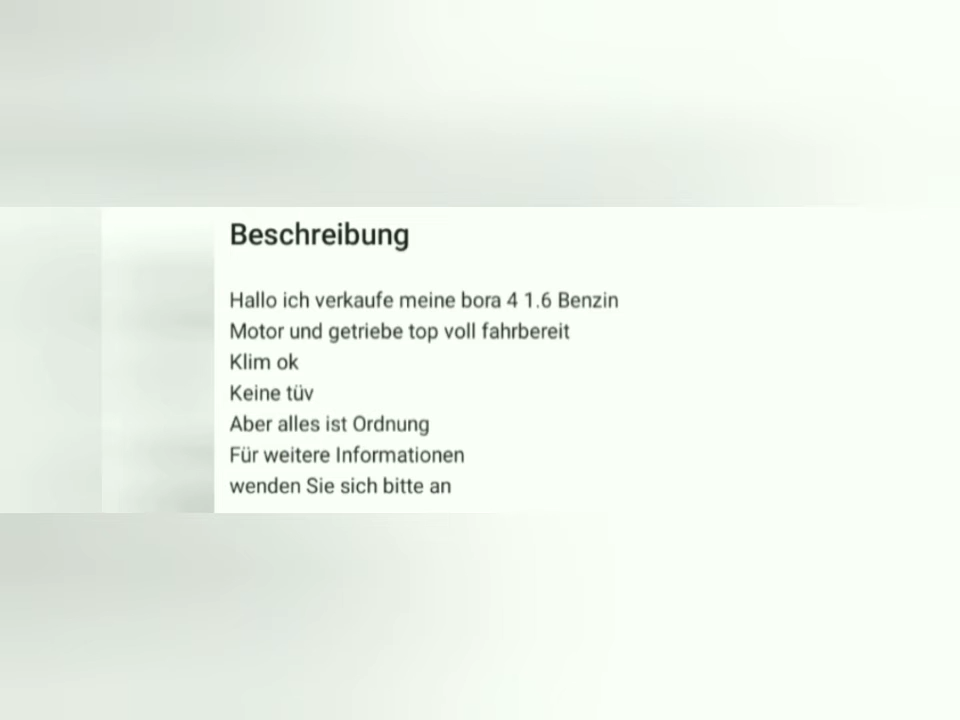 Beschreibung
Hallo ich verkaufe meine bora 4 1.6 Benzin
Motor und getriebe top voll fahrbereit
Klim ok
Keine tüv
Aber alles ist Ordnung
Für weitere Informationen
wenden Sie sich bitte an